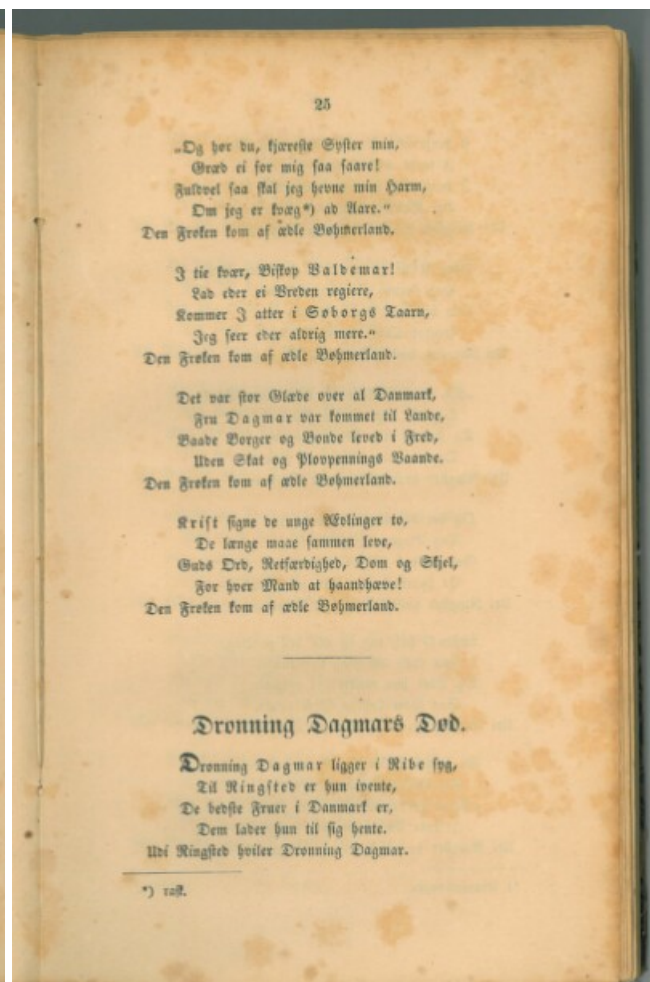 25
„Og hør du, kjæreste Syster min,
Græd ei for mig saa saare!
Fuldvel saa skal jeg hevne min Harm,
Om jeg er kvæg*) ad Aare.“
Den Frøken kom af ædle Bøhmerland.
I tie kvær, Biskop Valdemar!
Lad eder ei Vreden regiere,
Kommer I atter i Søborgs Taarn,
Jeg seer eder aldrig mere.“
Den Frøken kom af ædle Bøhmerland.
Det var stor Glæde over al Danmark,
Fru Dagmar var kommet til Lande,
Baade Borger og Bonde leved i Fred,
Uden Skat og Plovpennings Vaande.
Den Frøken kom af ædle Bøhmerland.
Krist signe de unge Ædlinger to,
De længe maae sammen leve,
Guds Ord, Retfærdighed, Dom og Skjel,
For hver Mand at haandhæve!
Den Frøken kom af ædle Bøhmerland.
Dronning Dagmars Død.
Dronning Dagmar ligger i Ribe syg,
Til Ringsted er hun ivente,
De bedste Fruer i Danmark er,
Dem lader hun til sig hente.
Udi Ringsted hviler Dronning Dagmar.
*) rask.